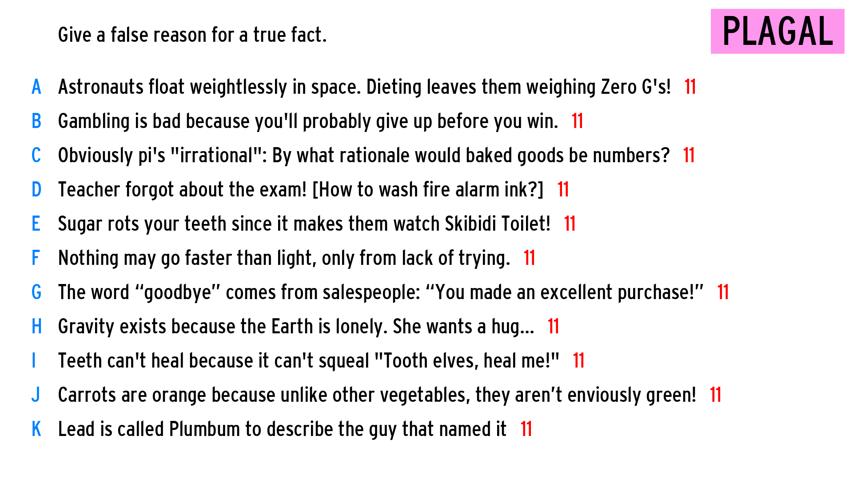 Give a false reason for a true fact.
PLAGAL
A Astronauts float weightlessly in space. Dieting leaves them weighing Zero G's! 11
B Gambling is bad because you'll probably give up before you win. 11
C Obviously pi's "irrational": By what rationale would baked goods be numbers? 11
D Teacher forgot about the exam! [How to wash fire alarm ink?] 11
E Sugar rots your teeth since it makes them watch Skibidi Toilet! 11
F Nothing may go faster than light, only from lack of trying. 11
G The word “goodbye” comes from salespeople: “You made an excellent purchase!” 11
H Gravity exists because the Earth is lonely. She wants a hug... 11
I Teeth can't heal because it can't squeal "Tooth elves, heal me!" 11
J Carrots are orange because unlike other vegetables, they aren’t enviously green! 11
K Lead is called Plumbum to describe the guy that named it 11